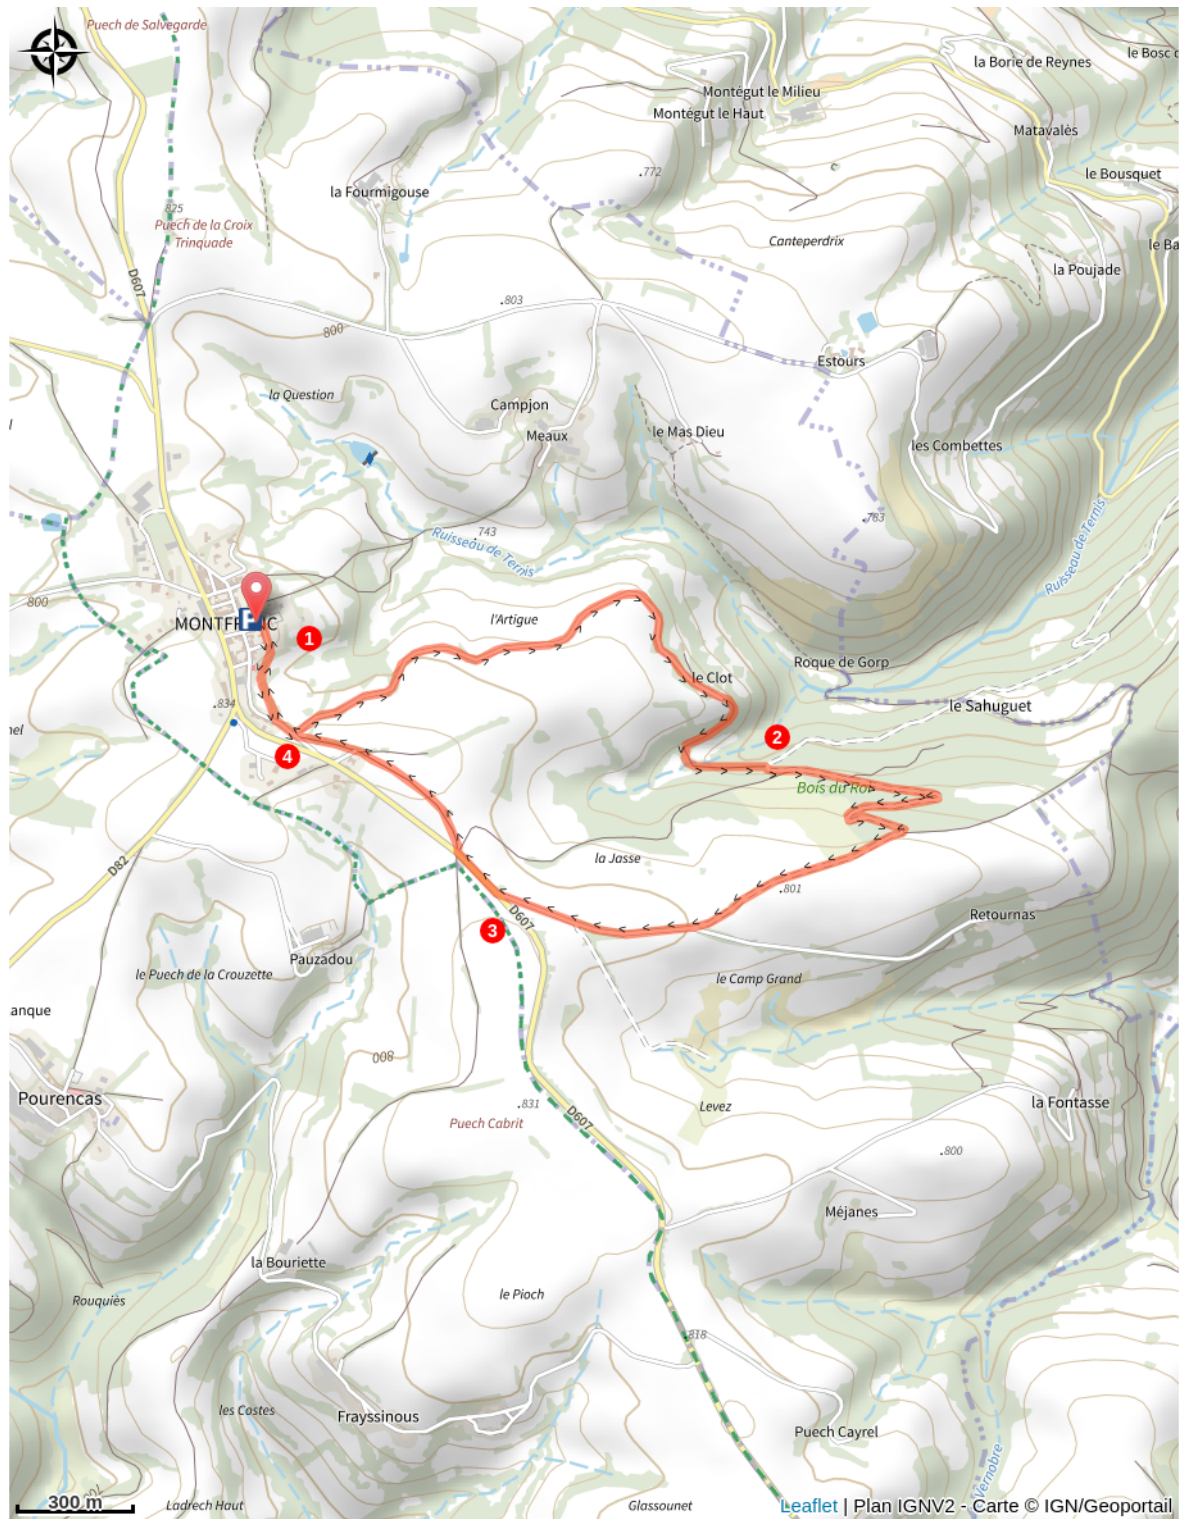 Puech de Salvegarde
le Bosc
la Borie de Reynes
Montégut le Milieu
Montégut le Haut
Matavalès
.772
le Bousquet
la Fourmigouse
825
Puech de la Croix
Trinquade
Canteperdrix
le Ba
la Poujade
D607
.803
800
Estours
la Question
Campjon
Meaux
le Mas Dieu
les Combettes
.783
743
Ruisseau de Ternis
Ruisseau de Ternis
800
P
MONTFRANC
1
l'Artigue
Roque de Gorp
le Clot
le Sahuguet
.834
nel
2
4
Bois du Roi
la Jasse
D82
.801
Retournas
D607
3
Pauzadou
le Puech de la Crouzette
le Camp Grand
anque
800
Pourencas
.831
D607
Levez
la Fontasse
Puech Cabrit
.800
Méjanes
la Bouriette
Rouquiès
le Pioch
818
les Costes
Frayssinous
Puech Cayrel
Vernobre
300 m
Ladrech Haut
Glassounet
Leaflet | Plan IGNV2 - Carte © IGN/Geoportail